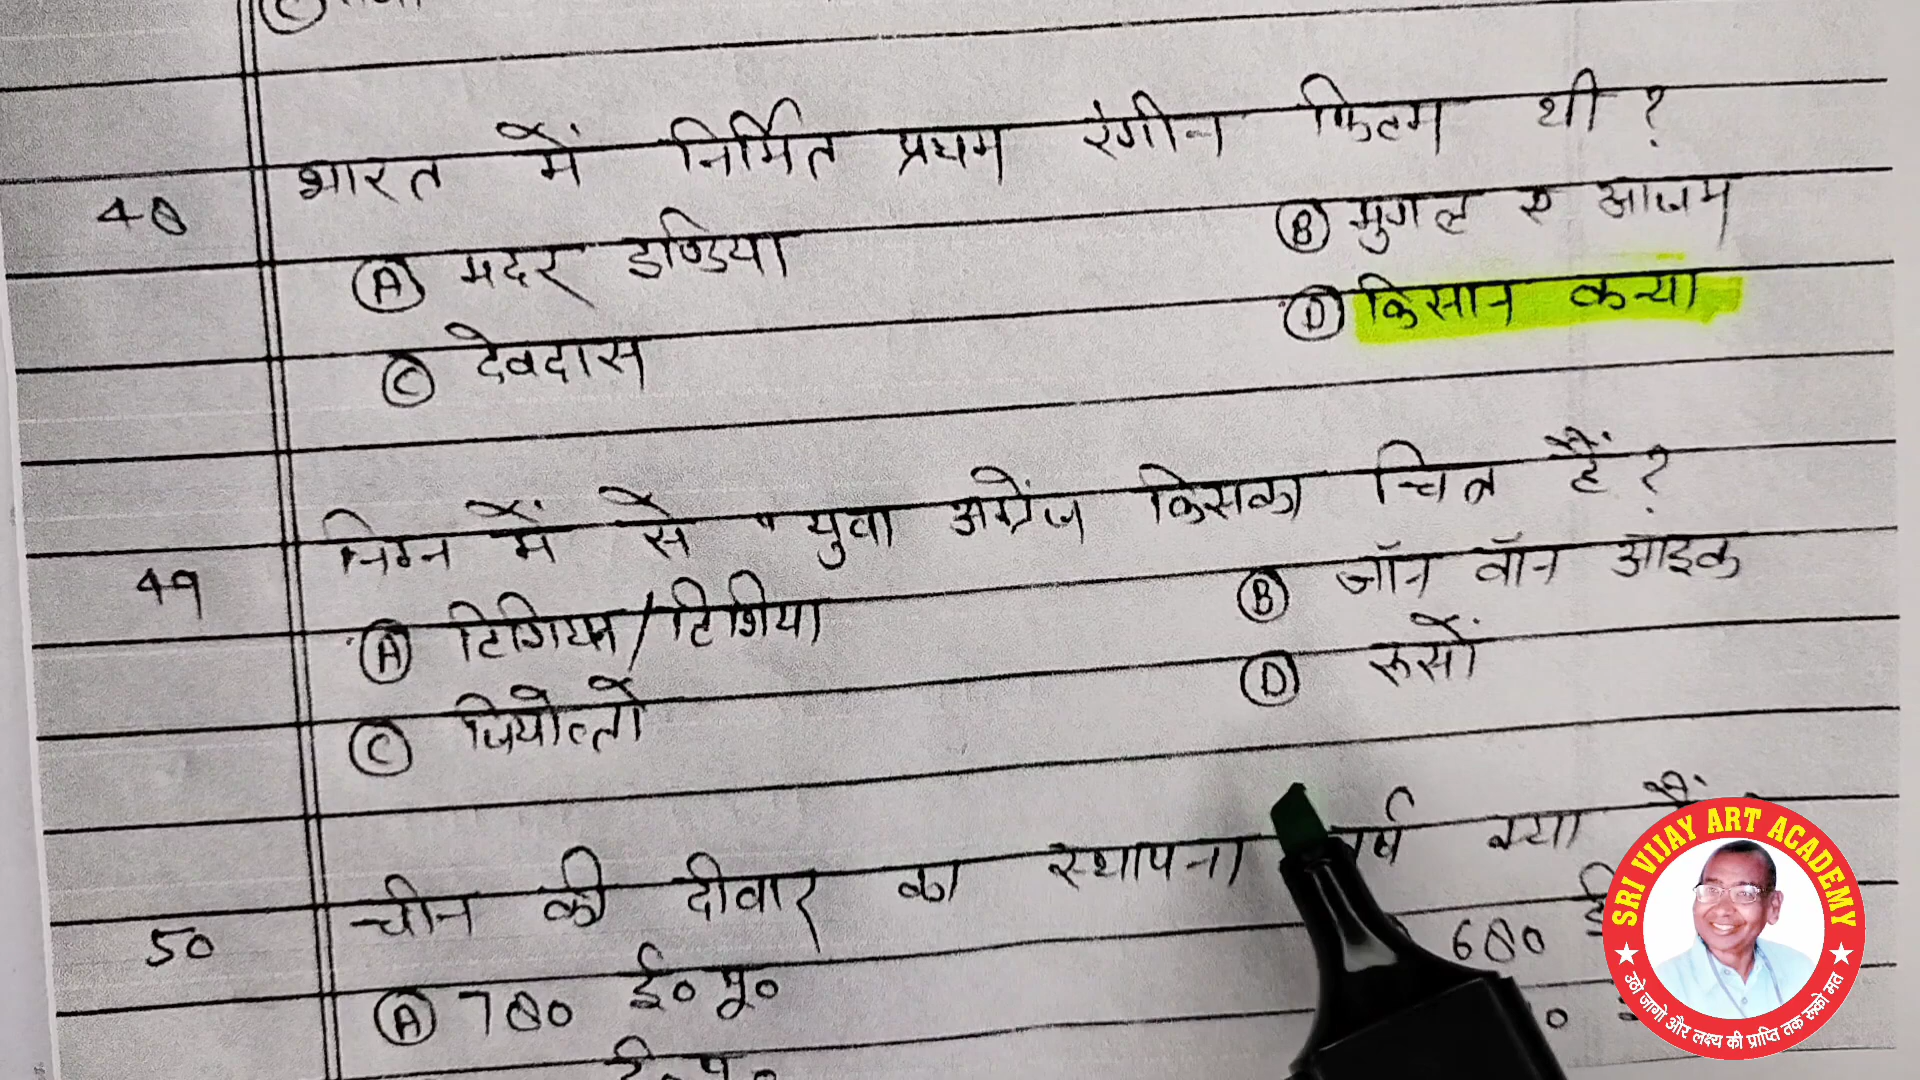 48 भारत में निर्मित प्रथम रंगीन फिल्म थी ?
Ⓐ मदर इण्डिया Ⓑ मुगल ए आजम
Ⓒ देवदास Ⓓ किसान कन्या
49 निम्न में से "युवा अग्रेंज किसका चित्र हैं ?
Ⓐ टिशियन / टिशिया Ⓑ जॉन वॉन आइक
Ⓒ जियोत्तो Ⓓ रूसों
50 चीन की दीवार का स्थापना वर्ष क्या हैं
Ⓐ 780 ई० पू० 680 ई
SRI VIJAY ART ACADEMY
उठो जागो और लक्ष्य की प्राप्ति तक रूको मत